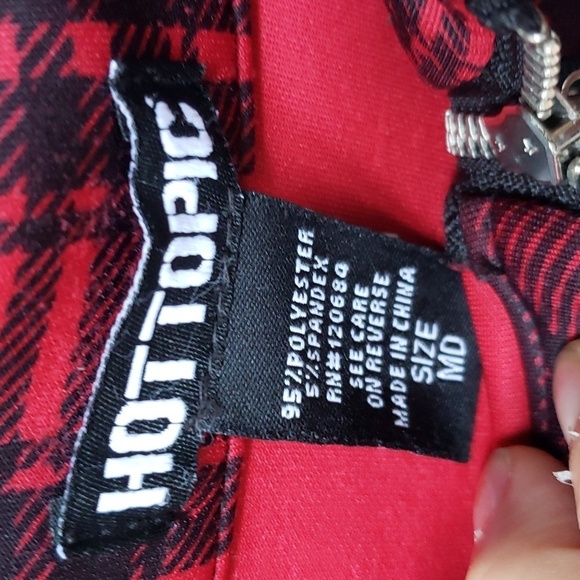 HOT TOPIC
95% POLYESTER
5% SPANDEX
RN#120684
SEE CARE
ON REVERSE
MADE IN CHINA
SIZE
MD